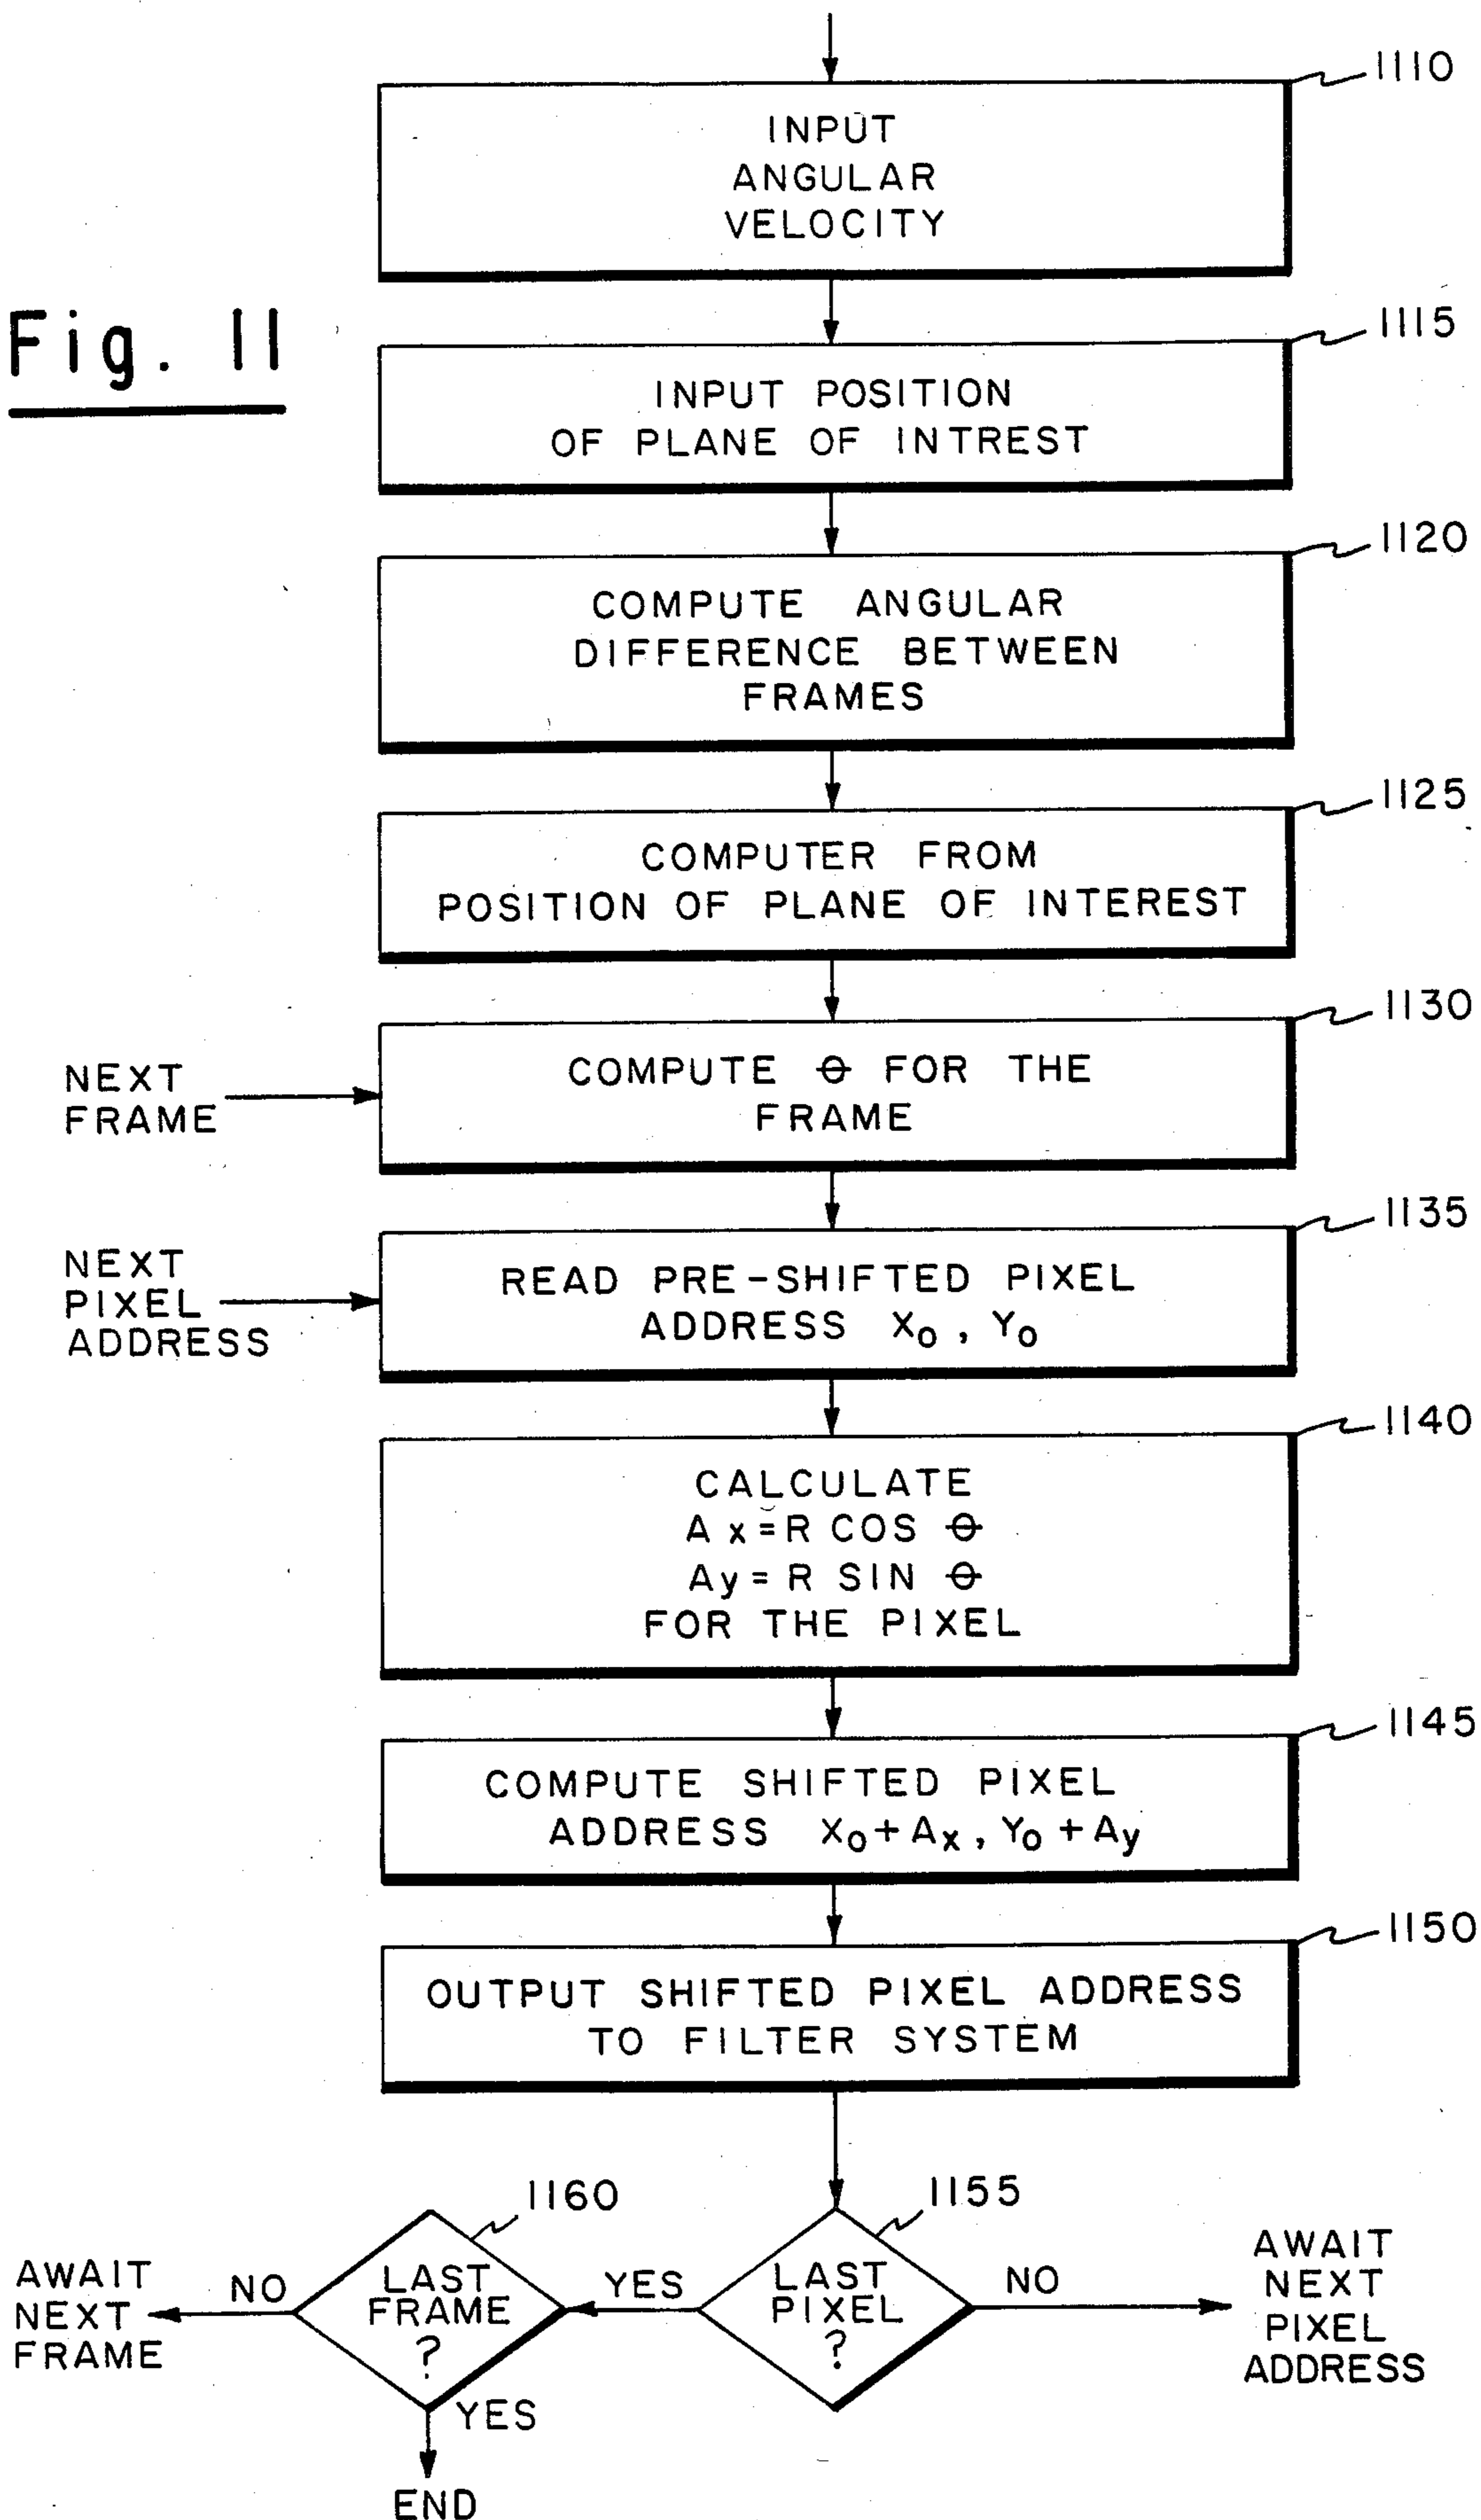 1110
INPUT
ANGULAR
VELOCITY
Fig. 11
1115
INPUT POSITION
OF PLANE OF INTREST
1120
COMPUTE ANGULAR
DIFFERENCE BETWEEN
FRAMES
1125
COMPUTER FROM
POSITION OF PLANE OF INTEREST
1130
NEXT
FRAME
COMPUTE Θ FOR THE
FRAME
1135
NEXT
PIXEL
ADDRESS
READ PRE-SHIFTED PIXEL
ADDRESS X₀, Y₀
1140
CALCULATE
Ax=R COS Θ
Ay=R SIN Θ
FOR THE PIXEL
1145
COMPUTE SHIFTED PIXEL
ADDRESS X₀+Ax, Y₀+Ay
1150
OUTPUT SHIFTED PIXEL ADDRESS
TO FILTER SYSTEM
1160
1155
AWAIT
NEXT
FRAME
NO
LAST
FRAME
?
YES
LAST
PIXEL
?
NO
AWAIT
NEXT
PIXEL
ADDRESS
YES
END